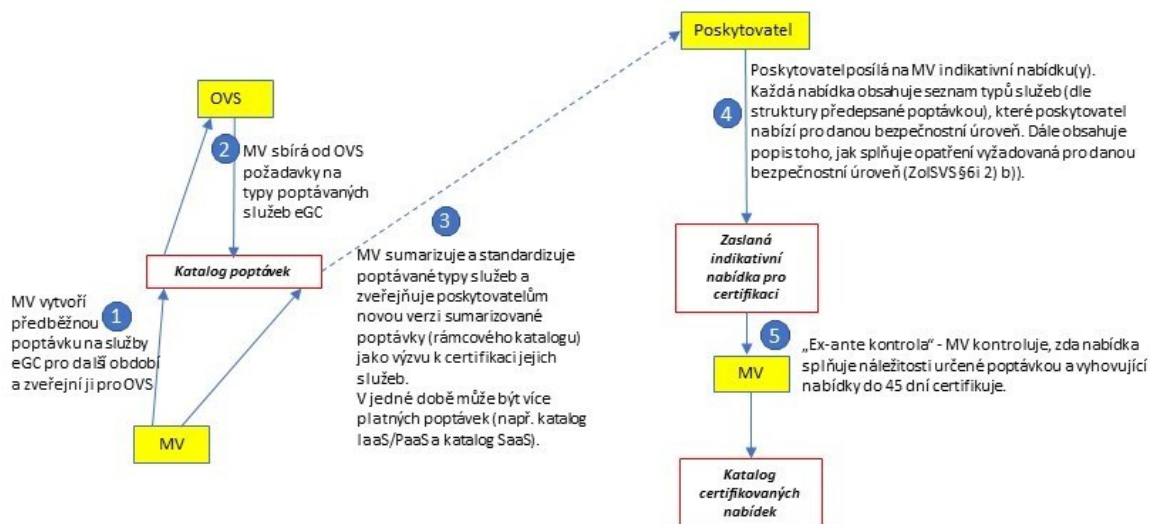 Poskytovatel
Poskytovatel posílá na MV indikativní nabídku(y).
Každá nabídka obsahuje seznam typů služeb (dle
struktury předepsané poptávkou), které poskytovatel
nabízí pro danou bezpečnostní úroveň. Dále obsahuje
popis toho, jak splňuje opatření vyžadovaná pro danou
bezpečnostní úroveň (ZoISVS §6i 2) b)).
4
OVS
2
MV sbírá od OVS
požadavky na
typy poptávaných
služeb eGC
3
Katalog poptávek
MV sumarizuje a standardizuje
poptávané typy služeb a
zveřejňuje poskytovatelům
novou verzi sumarizované
poptávky (rámcového katalogu)
jako výzvu k certifikaci jejich
služeb.
V jedné době může být více
platných poptávek (např. katalog
IaaS/PaaS a katalog SaaS).
Zaslaná
indikativní
nabídka pro
certifikaci
1
MV vytvoří
předběžnou
poptávku na služby
eGC pro další období
a zveřejní ji pro OVS
5
„Ex-ante kontrola“ - MV kontroluje, zda nabídka
splňuje náležitosti určené poptávkou a vyhovující
nabídky do 45 dní certifikuje.
MV
MV
Katalog
certifikovaných
nabídek